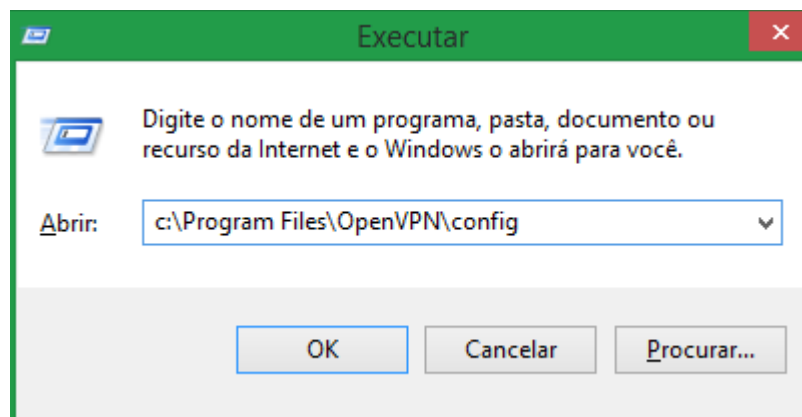 Executar
Digite o nome de um programa, pasta, documento ou
recurso da Internet e o Windows o abrirá para você.
Abrir: c:\Program Files\OpenVPN\config
OK Cancelar Procurar...